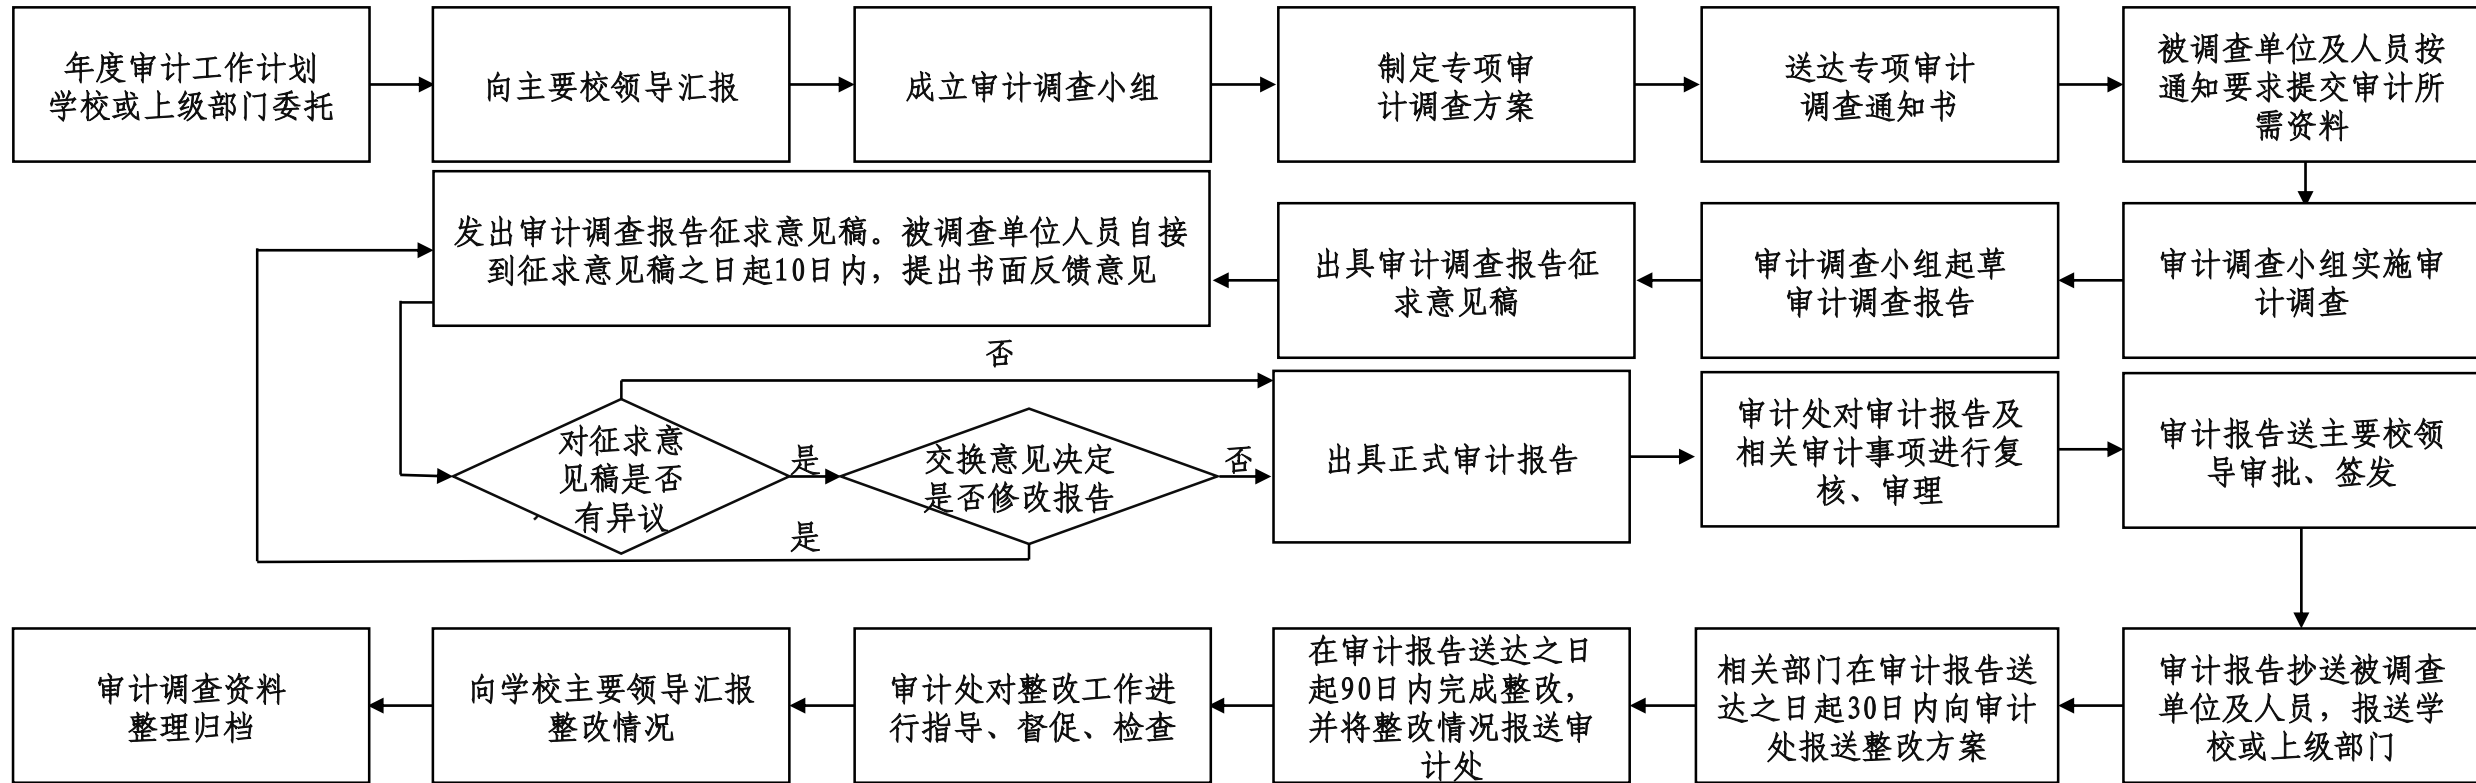 年度审计工作计划
学校或上级部门委托
向主要校领导汇报
成立审计调查小组
制定专项审
计调查方案
送达专项审计
调查通知书
被调查单位及人员按
通知要求提交审计所
需资料
审计调查小组实施审
计调查
审计调查小组起草
审计调查报告
出具审计调查报告征
求意见稿
发出审计调查报告征求意见稿。被调查单位人员自接
到征求意见稿之日起10日内，提出书面反馈意见
否
对征求意
见稿是否
有异议
是
交换意见决定
是否修改报告
否
是
出具正式审计报告
审计处对审计报告及
相关审计事项进行复
核、审理
审计报告送主要校领
导审批、签发
审计报告抄送被调查
单位及人员，报送学
校或上级部门
相关部门在审计报告送
达之日起30日内向审计
处报送整改方案
在审计报告送达之日
起90日内完成整改，
并将整改情况报送审
计处
审计处对整改工作进
行指导、督促、检查
向学校主要领导汇报
整改情况
审计调查资料
整理归档